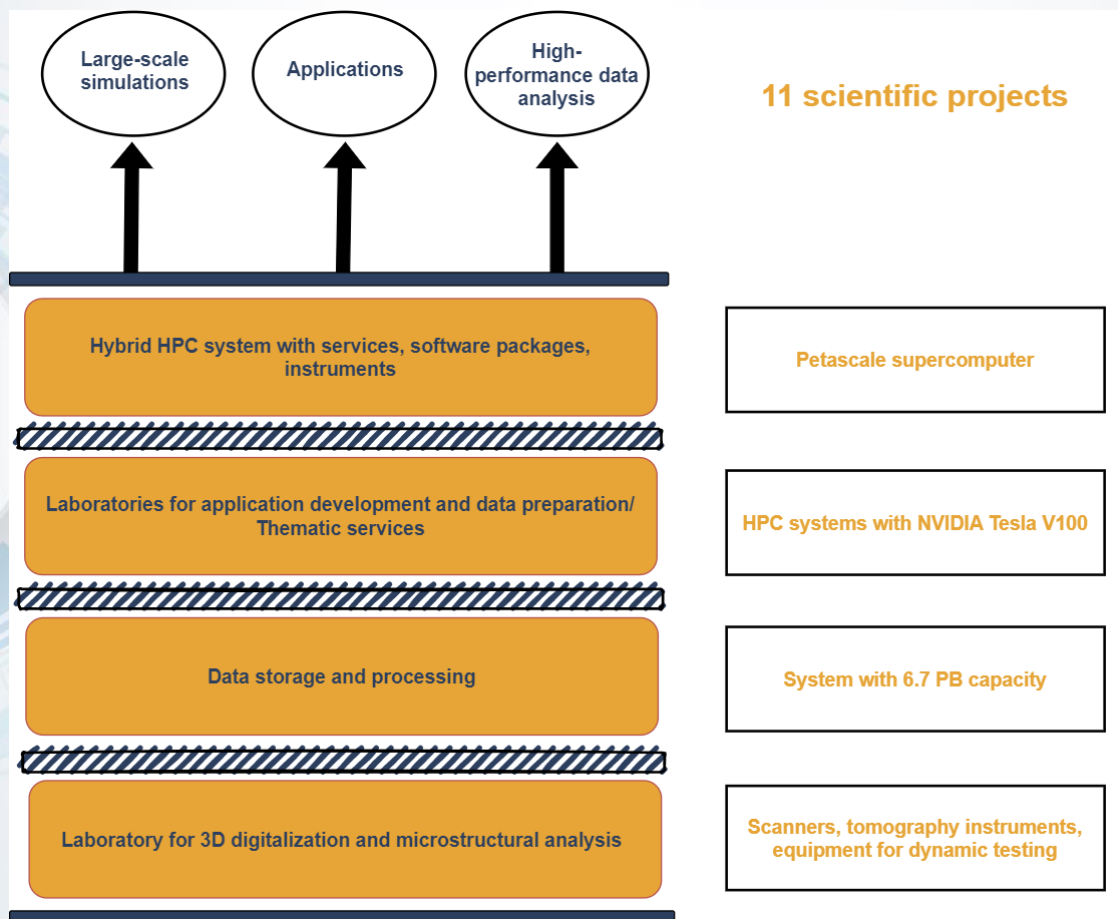 Large-scale
simulations
Applications
High-
performance data
analysis
11 scientific projects
Hybrid HPC system with services, software packages,
instruments
Petascale supercomputer
Laboratories for application development and data preparation/
Thematic services
HPC systems with NVIDIA Tesla V100
Data storage and processing
System with 6.7 PB capacity
Laboratory for 3D digitalization and microstructural analysis
Scanners, tomography instruments,
equipment for dynamic testing